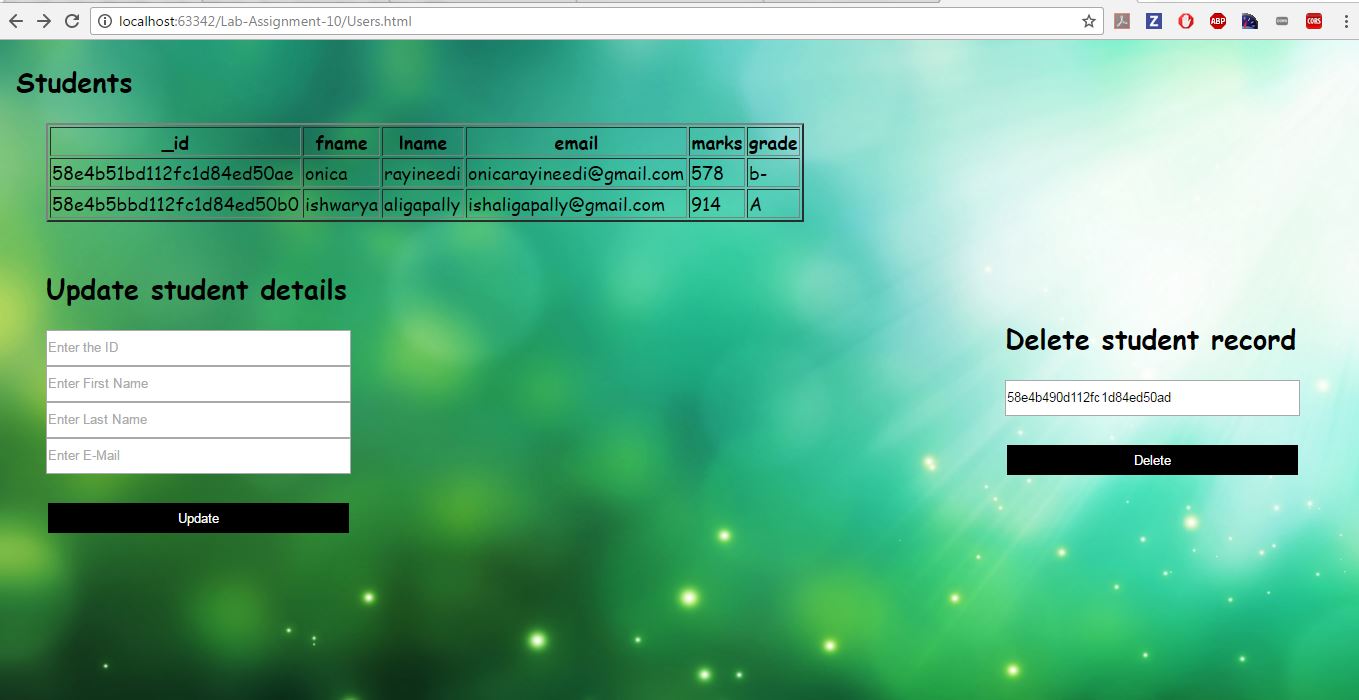 localhost:63342/Lab-Assignment-10/Users.html
Z
ABP
CORS
Students
_id fname lname email marks grade
58e4b51bd112fc1d84ed50ae onica rayineedi onicarayineedi@gmail.com 578 b-
58e4b5bbd112fc1d84ed50b0 ishwarya aligapally ishaligapally@gmail.com 914 A
Update student details
Enter the ID
Enter First Name
Enter Last Name
Enter E-Mail
Update
Delete student record
58e4b490d112fc1d84ed50ad
Delete